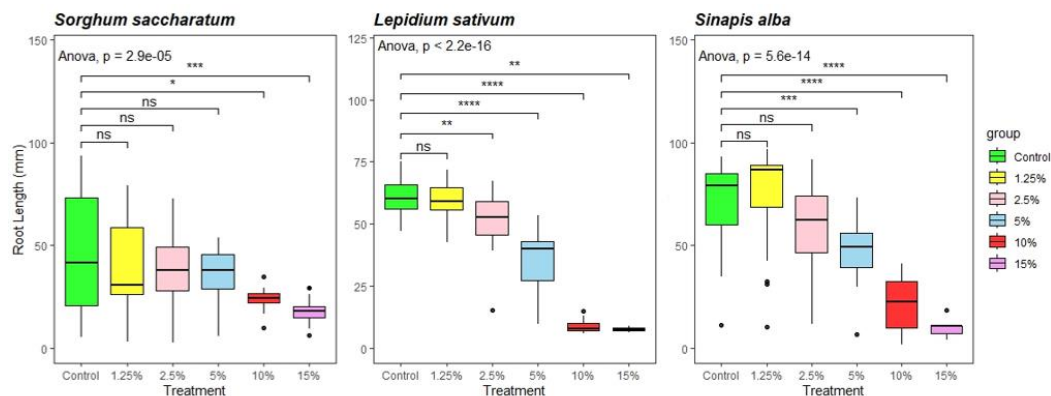 Sorghum saccharatum
Lepidium sativum
Sinapis alba
Root Length (mm)
150
100
50
0
Anova, p = 2.9e-05
***
*
ns
ns
ns
Control
1.25%
2.5%
5%
10%
15%
Treatment
125
100
75
50
25
0
Anova, p < 2.2e-16
**
****
****
**
ns
Control
1.25%
2.5%
5%
10%
15%
Treatment
150
100
50
0
Anova, p = 5.6e-14
****
****
***
ns
ns
Control
1.25%
2.5%
5%
10%
15%
Treatment
group
Control
1.25%
2.5%
5%
10%
15%